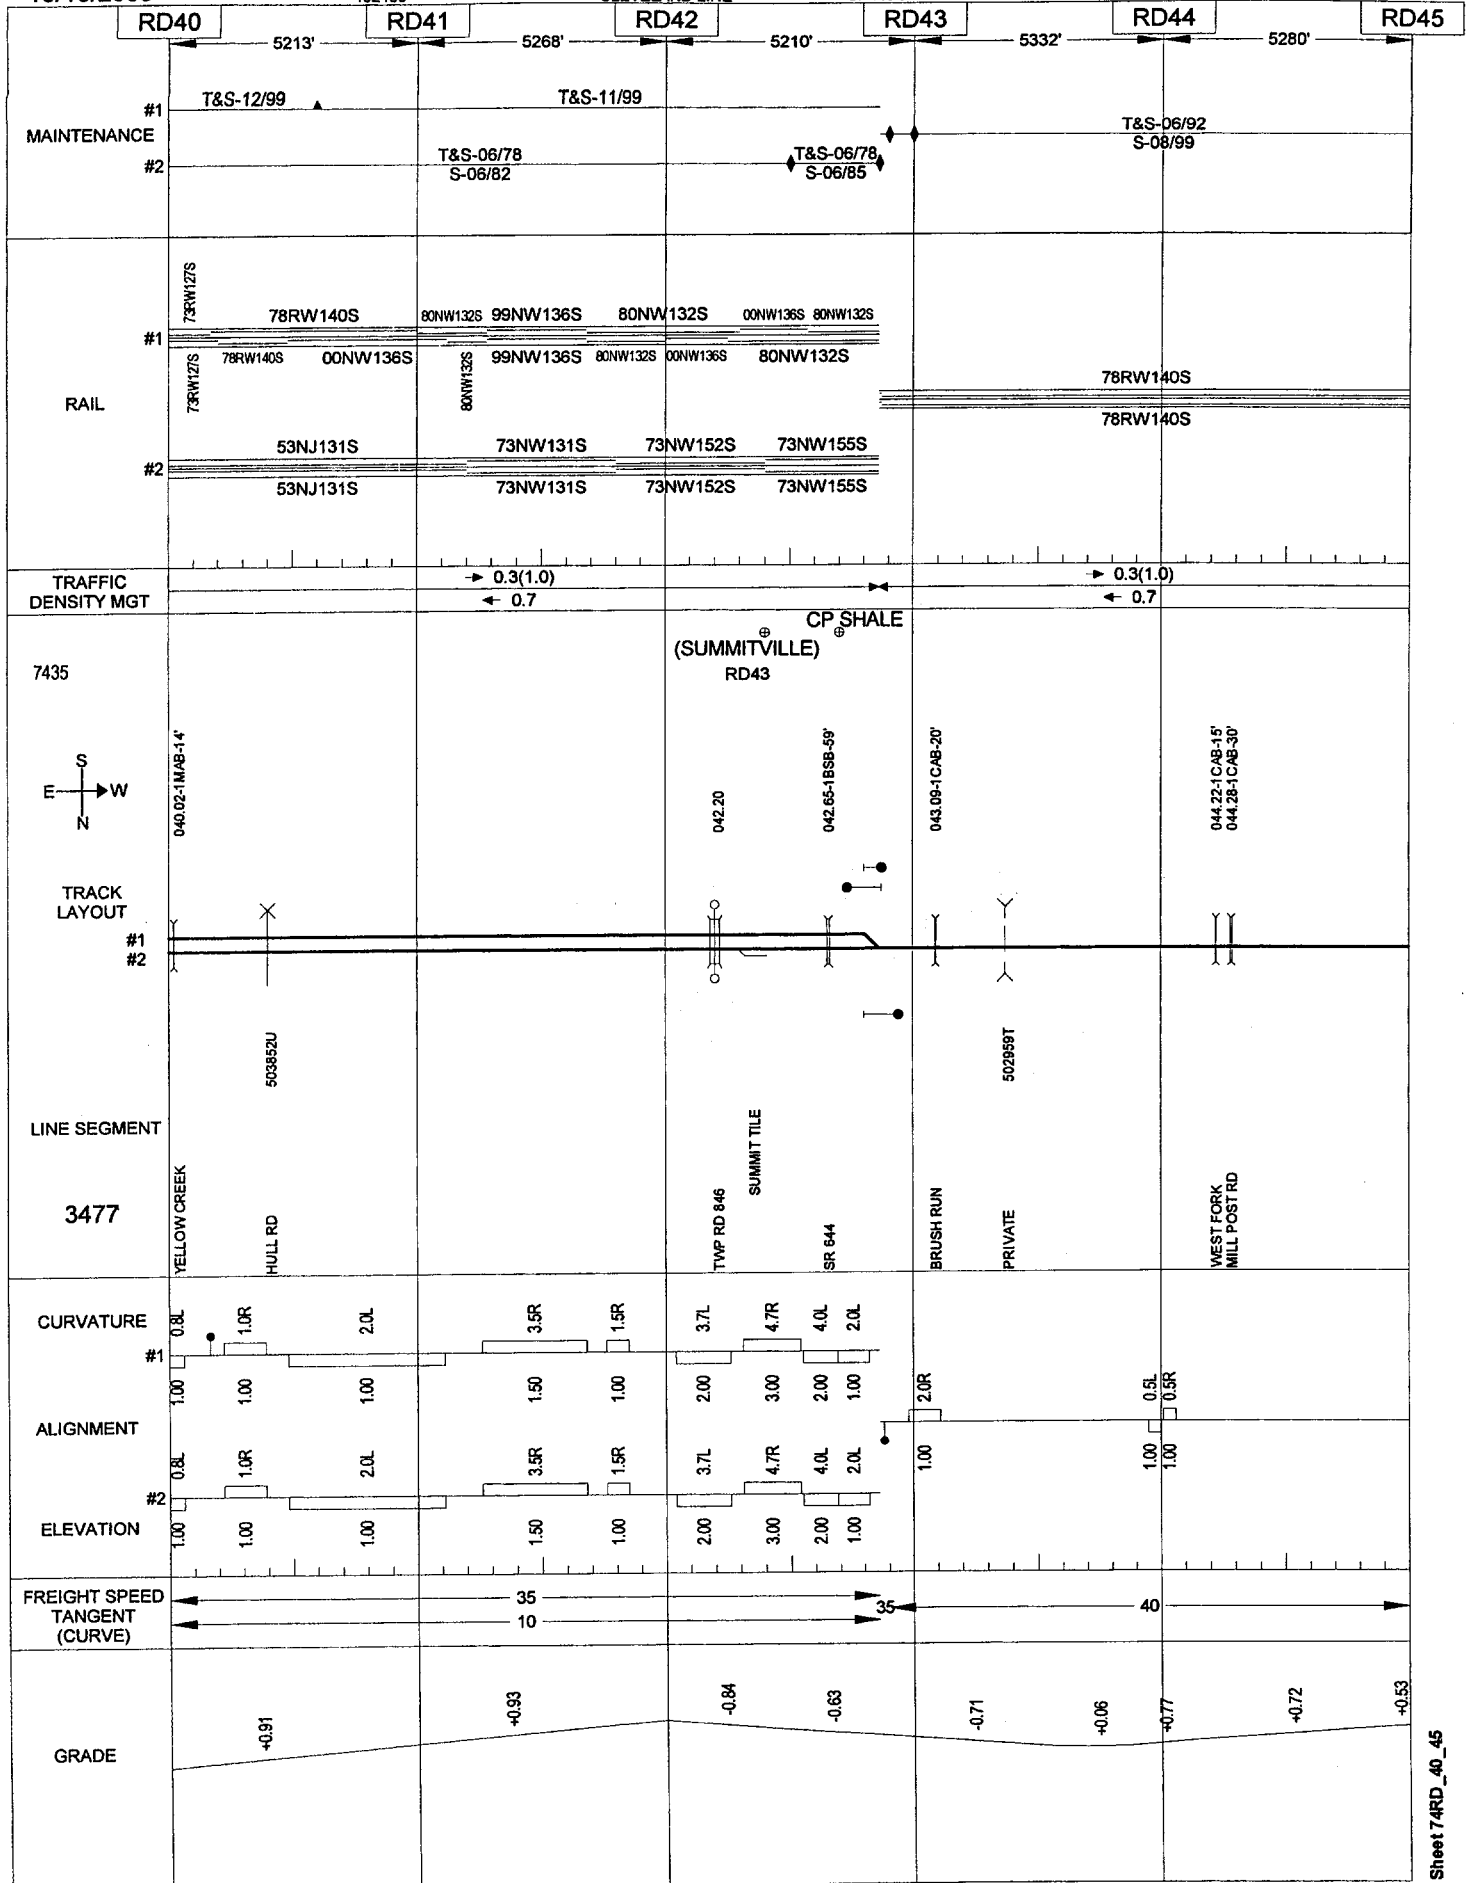 RD40 RD41 RD42 RD43 RD44 RD45
5213' 5268' 5210' 5332' 5280'
MAINTENANCE
#1 T&S-12/99 T&S-11/99
T&S-06/92
S-08/99
#2 T&S-06/78 T&S-06/78
S-06/82 S-06/85
RAIL
73RW127S
#1 78RW140S 80NW132S 99NW136S 80NW132S 00NW136S 80NW132S
73RW127S 78RW140S 00NW136S 80NW132S 99NW136S 80NW132S 00NW136S 80NW132S
78RW140S
78RW140S
#2 53NJ131S 73NW131S 73NW152S 73NW155S
53NJ131S 73NW131S 73NW152S 73NW155S
TRAFFIC
DENSITY MGT
→ 0.3(1.0) → 0.3(1.0)
← 0.7 ← 0.7
CP SHALE
(SUMMITVILLE)
RD43
7435
S
E W
N
040.02-1MAB-14' 042.20 042.65-1BSB-59' 043.09-1CAB-20' 044.22-1CAB-15' 044.28-1CAB-30'
TRACK
LAYOUT
#1
#2
503852U 502959T
LINE SEGMENT
3477
YELLOW CREEK
HULL RD
TWP RD 846
SUMMIT TILE
SR 644
BRUSH RUN
PRIVATE
WEST FORK
MILL POST RD
CURVATURE
#1 0.8L 1.0R 2.0L 3.5R 1.5R 3.7L 4.7R 4.0L 2.0L
1.00 1.00 1.00 1.50 1.00 2.00 3.00 2.00 1.00
2.0R 0.5L 0.5R
ALIGNMENT
1.00 1.00 1.00
#2 0.8L 1.0R 2.0L 3.5R 1.5R 3.7L 4.7R 4.0L 2.0L
ELEVATION
1.00 1.00 1.00 1.50 1.00 2.00 3.00 2.00 1.00
FREIGHT SPEED
TANGENT
(CURVE)
35 35 40
10
GRADE
+0.91 +0.93 -0.84 -0.63 -0.71 +0.06 +0.77 +0.72 +0.53
Sheet 74RD_40_45